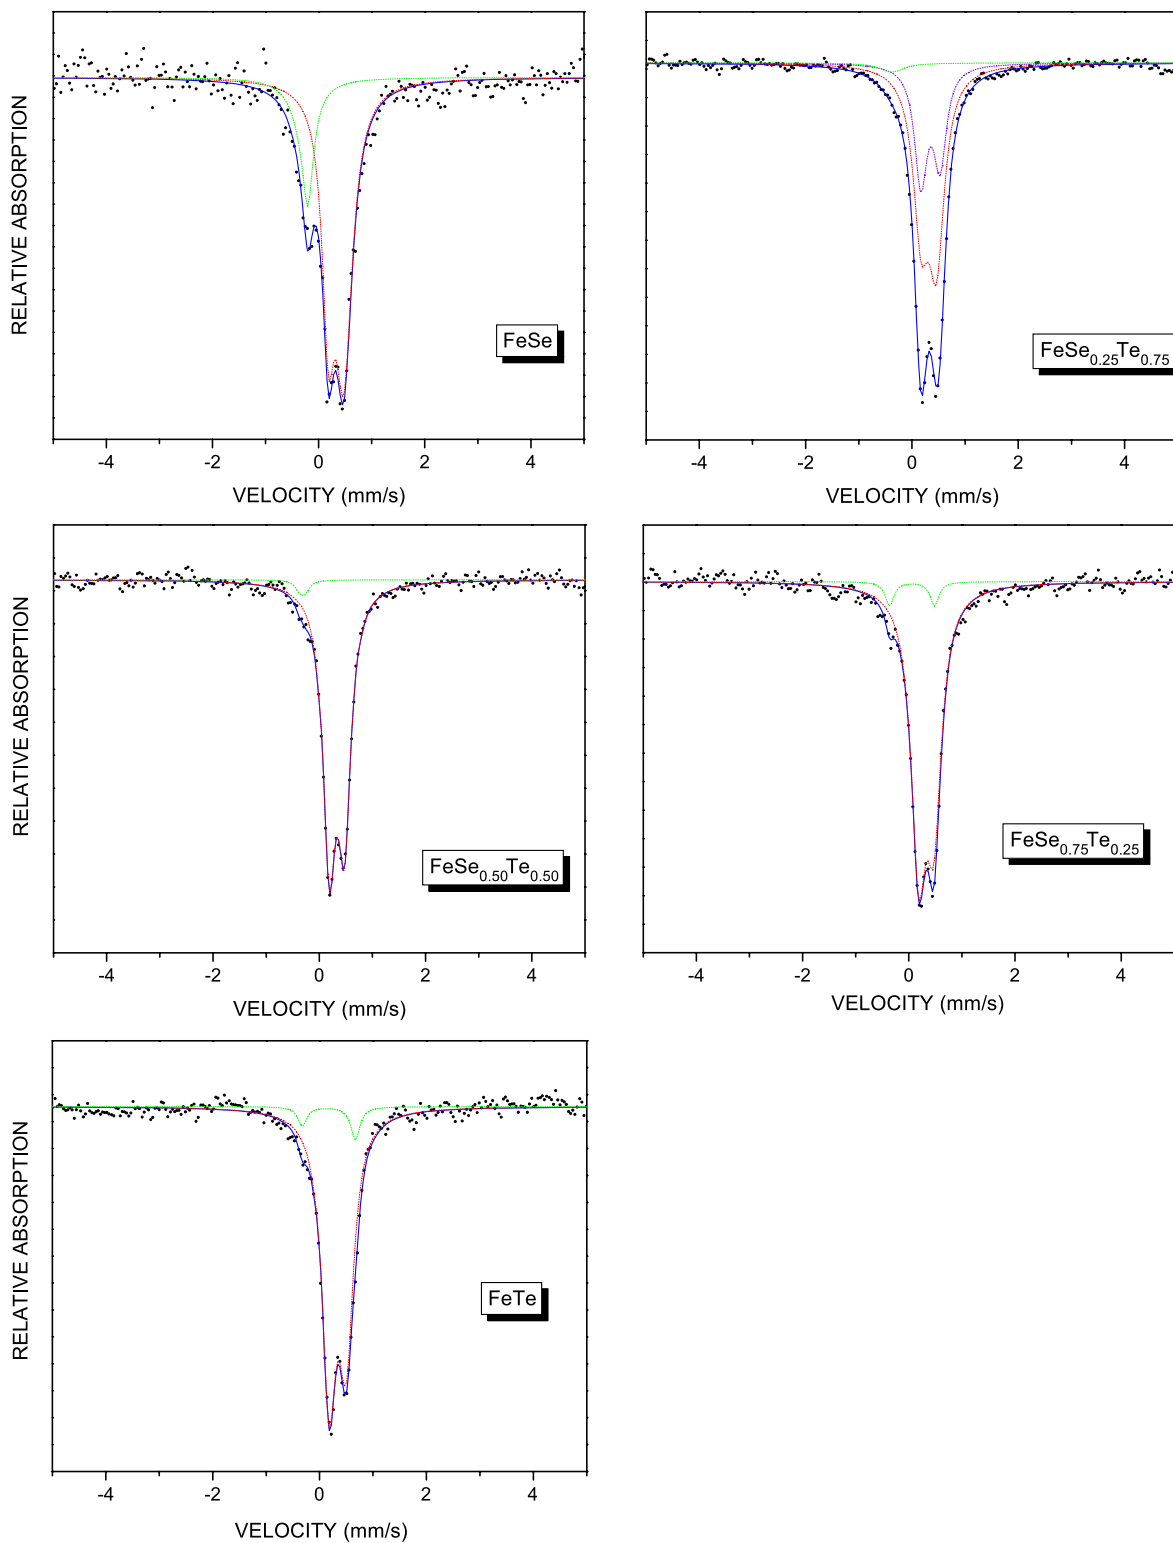 RELATIVE ABSORPTION
FeSe
-4 -2 0 2 4
VELOCITY (mm/s)
FeSe0.25Te0.75
-4 -2 0 2 4
VELOCITY (mm/s)
RELATIVE ABSORPTION
FeSe0.50Te0.50
-4 -2 0 2 4
VELOCITY (mm/s)
FeSe0.75Te0.25
-4 -2 0 2 4
VELOCITY (mm/s)
RELATIVE ABSORPTION
FeTe
-4 -2 0 2 4
VELOCITY (mm/s)